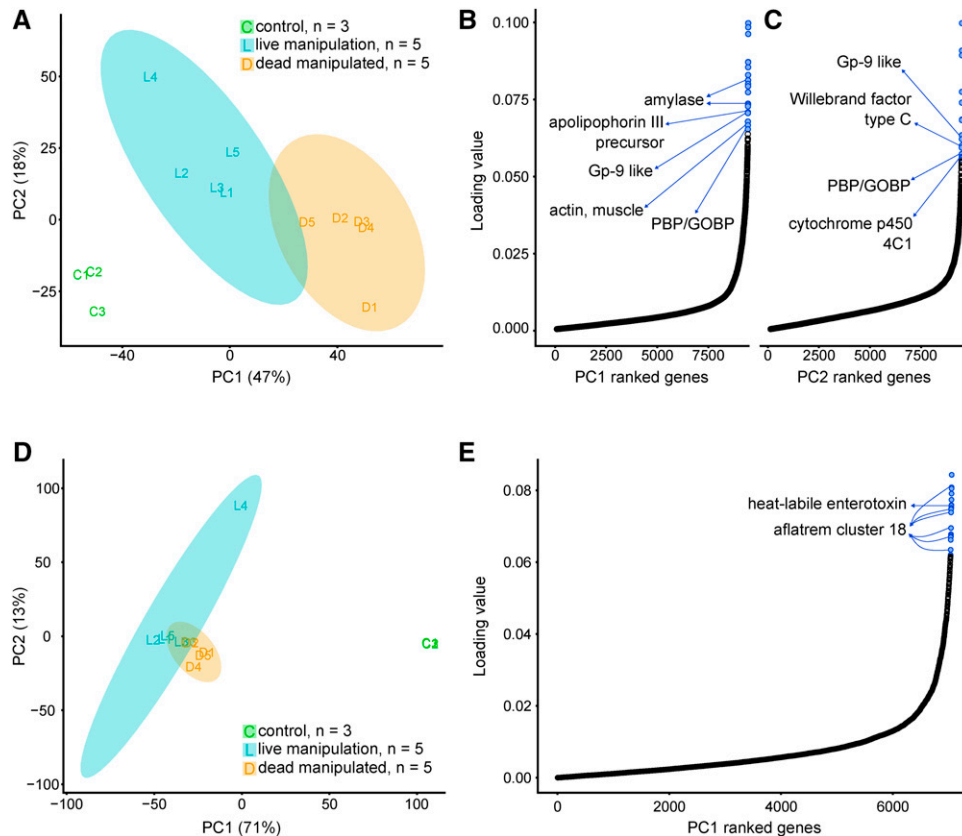 A
C control, n = 3
L live manipulation, n = 5
D dead manipulated, n = 5
50
25
0
−25
PC2 (18%)
L4
L5
L2
L3
L1
D5
D2
D3
D4
D1
C1
C2
C3
−40
0
40
PC1 (47%)
B
0.100
0.075
0.050
0.025
0.000
Loading value
amylase
apolipophorin III
precursor
Gp-9 like
actin, muscle
PBP/GOBP
0
2500
5000
7500
PC1 ranked genes
C
Gp-9 like
Willebrand factor
type C
PBP/GOBP
cytochrome p450
4C1
0
2500
5000
7500
PC2 ranked genes
D
100
50
0
−50
−100
PC2 (13%)
L4
L2
L5
D1
D5
D4
C control, n = 3
L live manipulation, n = 5
D dead manipulated, n = 5
−100
−50
0
50
100
PC1 (71%)
E
0.08
0.06
0.04
0.02
0.00
Loading value
heat-labile enterotoxin
aflatrem cluster 18
0
2000
4000
6000
PC1 ranked genes